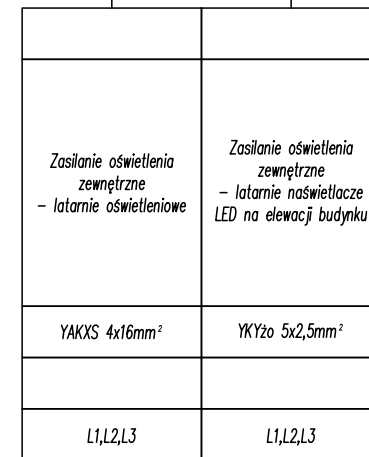 Zasilanie oświetlenia
zewnętrzne
– latarnie oświetleniowe
Zasilanie oświetlenia
zewnętrzne
– latarnie naświetlacze
LED na elewacji budynku
YAKXS 4x16mm²
YKYżo 5x2,5mm²
L1,L2,L3
L1,L2,L3